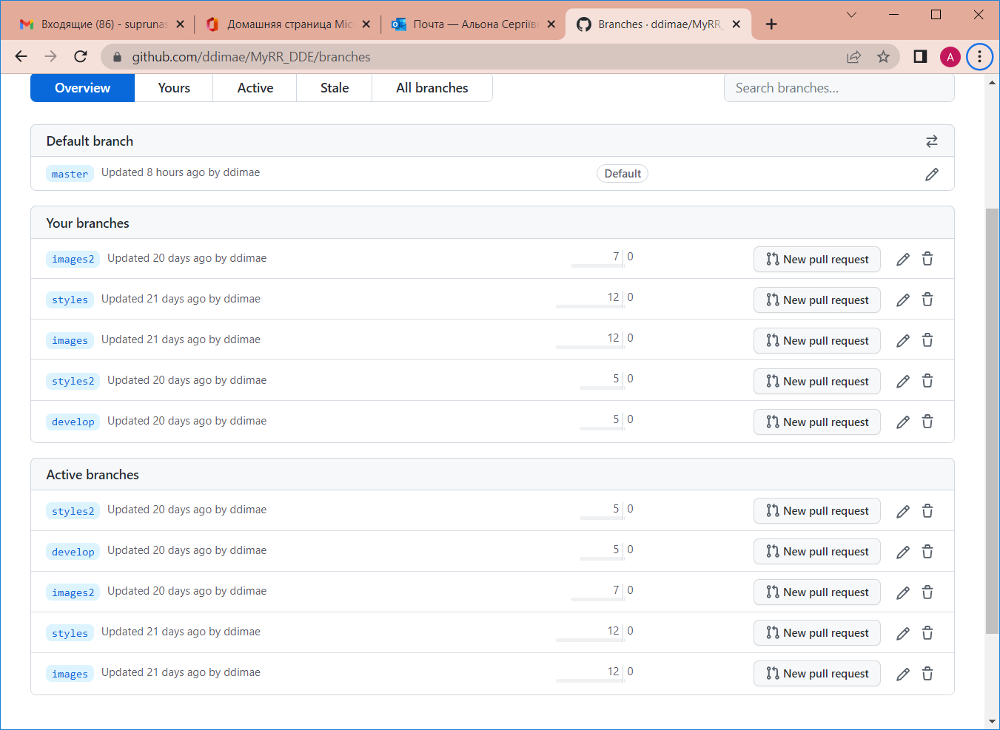 Входящие (86) - suprunas
Домашняя страница Mic
Почта — Альона Сергіїв
Branches · ddimae/MyRR_
github.com/ddimae/MyRR_DDE/branches
A
Overview
Yours
Active
Stale
All branches
Search branches...
Default branch
master Updated 8 hours ago by ddimae Default
Your branches
images2 Updated 20 days ago by ddimae 7 0 New pull request
styles Updated 21 days ago by ddimae 12 0 New pull request
images Updated 21 days ago by ddimae 12 0 New pull request
styles2 Updated 20 days ago by ddimae 5 0 New pull request
develop Updated 20 days ago by ddimae 5 0 New pull request
Active branches
styles2 Updated 20 days ago by ddimae 5 0 New pull request
develop Updated 20 days ago by ddimae 5 0 New pull request
images2 Updated 20 days ago by ddimae 7 0 New pull request
styles Updated 21 days ago by ddimae 12 0 New pull request
images Updated 21 days ago by ddimae 12 0 New pull request